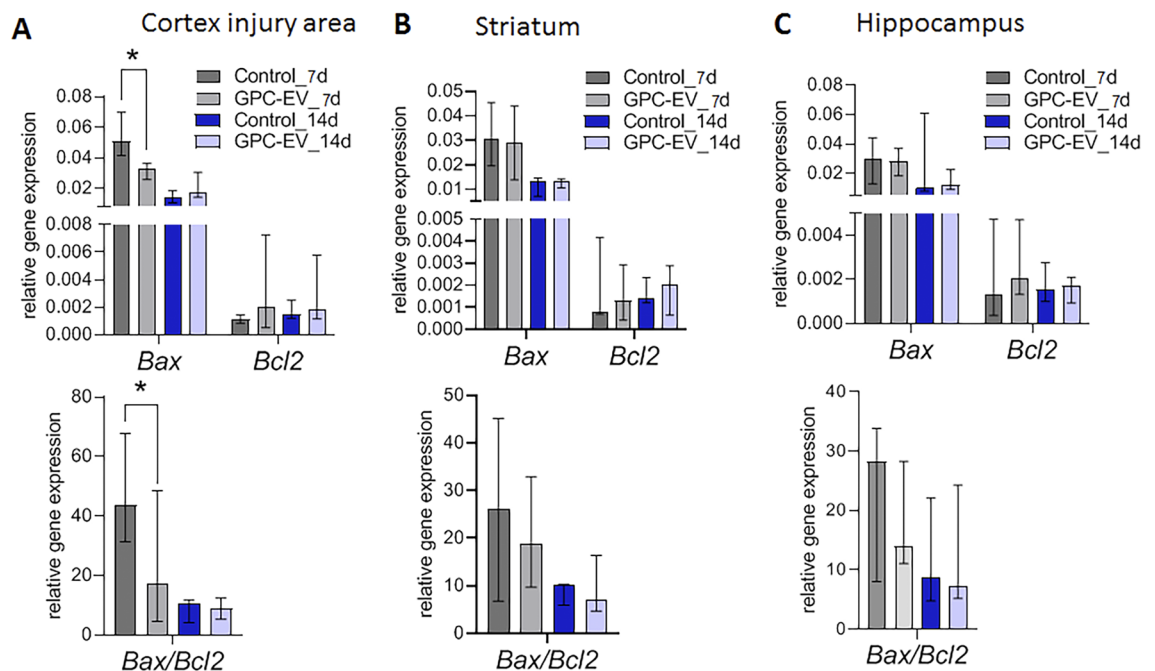 A
Cortex injury area
*
Control_7d
GPC-EV_7d
Control_14d
GPC-EV_14d
relative gene expression
0.08
0.06
0.04
0.02
0.008
0.006
0.004
0.002
0.000
Bax
Bcl2
*
relative gene expression
80
60
40
20
0
Bax/Bcl2
B
Striatum
Control_7d
GPC-EV_7d
Control_14d
GPC-EV_14d
relative gene expression
0.05
0.04
0.03
0.02
0.01
0.005
0.004
0.003
0.002
0.001
0.000
Bax
Bcl2
relative gene expression
50
40
30
20
10
0
Bax/Bcl2
C
Hippocampus
Control_7d
GPC-EV_7d
Control_14d
GPC-EV_14d
relative gene expression
0.08
0.06
0.04
0.02
0.004
0.002
0.000
Bax
Bcl2
relative gene expression
40
30
20
10
0
Bax/Bcl2